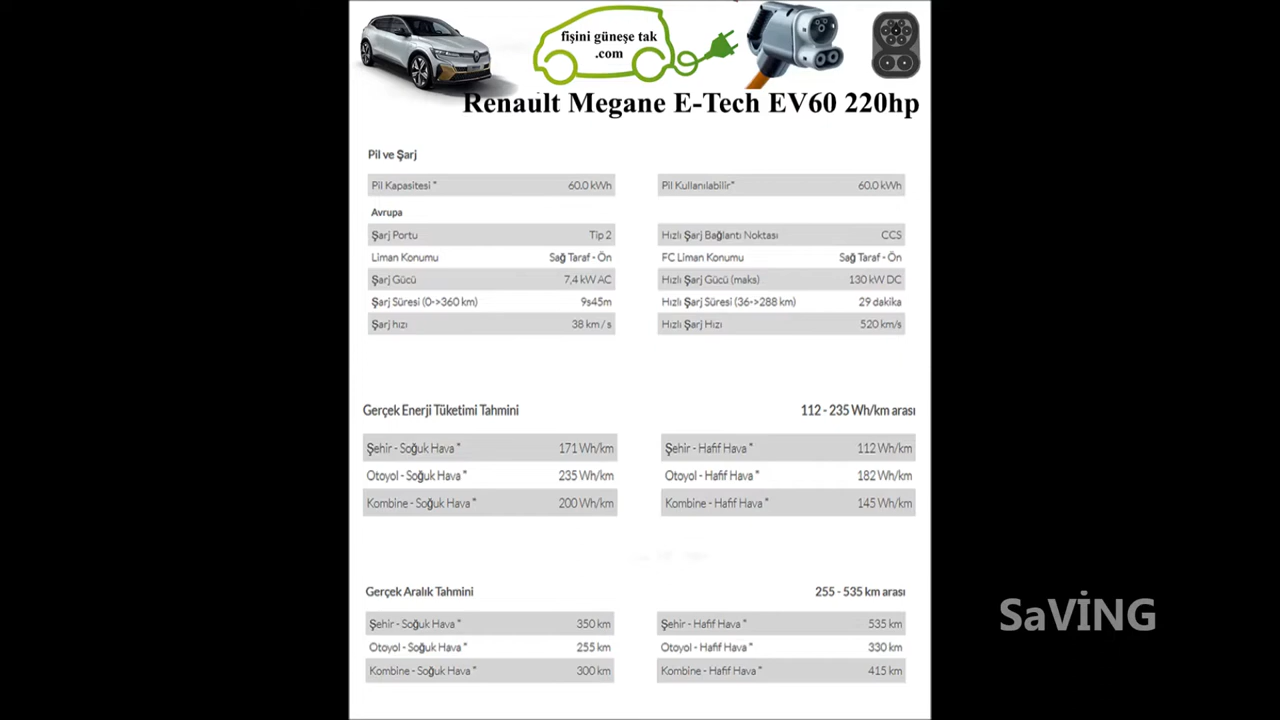 fişini güneşe tak
.com
Renault Megane E-Tech EV60 220hp
Pil ve Şarj
Pil Kapasitesi * 60.0 kWh Pil Kullanılabilir* 60.0 kWh
Avrupa
Şarj Portu Tip 2 Hızlı Şarj Bağlantı Noktası CCS
Liman Konumu Sağ Taraf - Ön FC Liman Konumu Sağ Taraf - Ön
Şarj Gücü 7,4 kW AC Hızlı Şarj Gücü (maks) 130 kW DC
Şarj Süresi (0->360 km) 9s45m Hızlı Şarj Süresi (36->288 km) 29 dakika
Şarj hızı 38 km / s Hızlı Şarj Hızı 520 km/s
Gerçek Enerji Tüketimi Tahmini 112 - 235 Wh/km arası
Şehir - Soğuk Hava * 171 Wh/km Şehir - Hafif Hava * 112 Wh/km
Otoyol - Soğuk Hava * 235 Wh/km Otoyol - Hafif Hava * 182 Wh/km
Kombine - Soğuk Hava * 200 Wh/km Kombine - Hafif Hava * 145 Wh/km
Gerçek Aralık Tahmini 255 - 535 km arası
Şehir - Soğuk Hava * 350 km Şehir - Hafif Hava * 535 km
Otoyol - Soğuk Hava * 255 km Otoyol - Hafif Hava * 330 km
Kombine - Soğuk Hava * 300 km Kombine - Hafif Hava * 415 km
SaVİNG